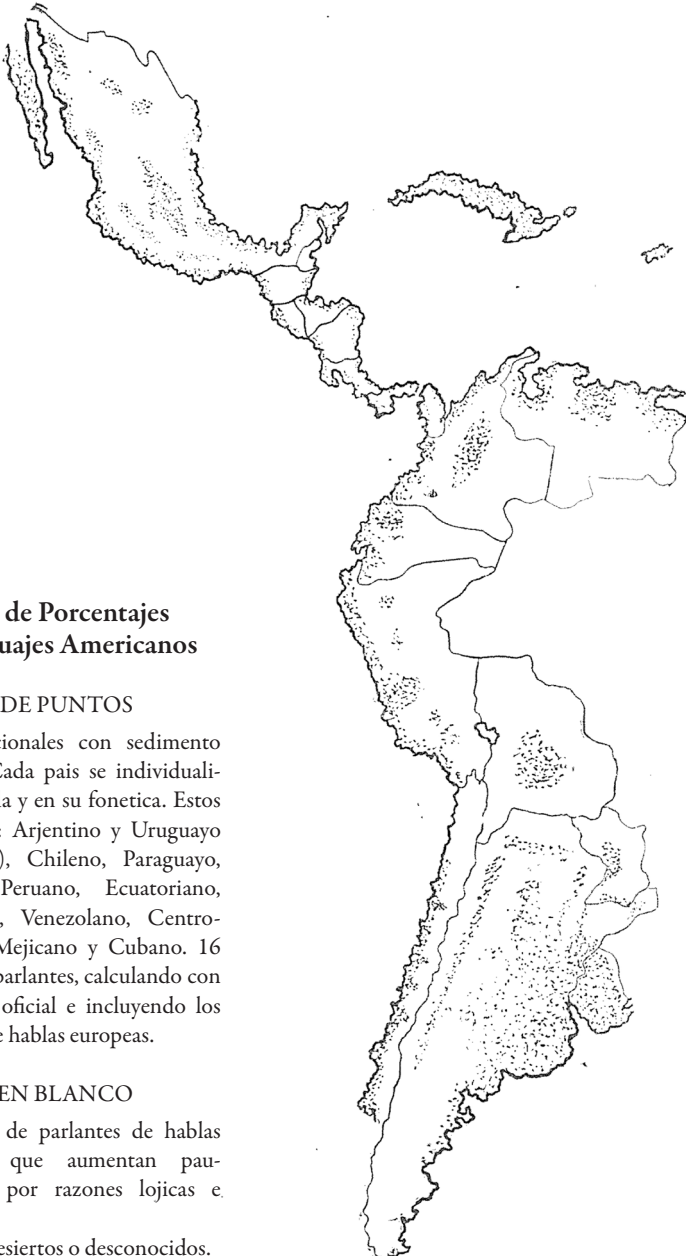 de Porcentajes
uajes Americanos
DE PUNTOS
cionales con sedimento
Cada pais se individuali-
ia y en su fonetica. Estos
: Arjentino y Uruguayo
), Chileno, Paraguayo,
Peruano, Ecuatoriano,
, Venezolano, Centro-
Mejicano y Cubano. 16
parlantes, calculando con
oficial e incluyendo los
e hablas europeas.
EN BLANCO
de parlantes de hablas
que aumentan pau-
por razones lojicas e
esiertos o desconocidos.